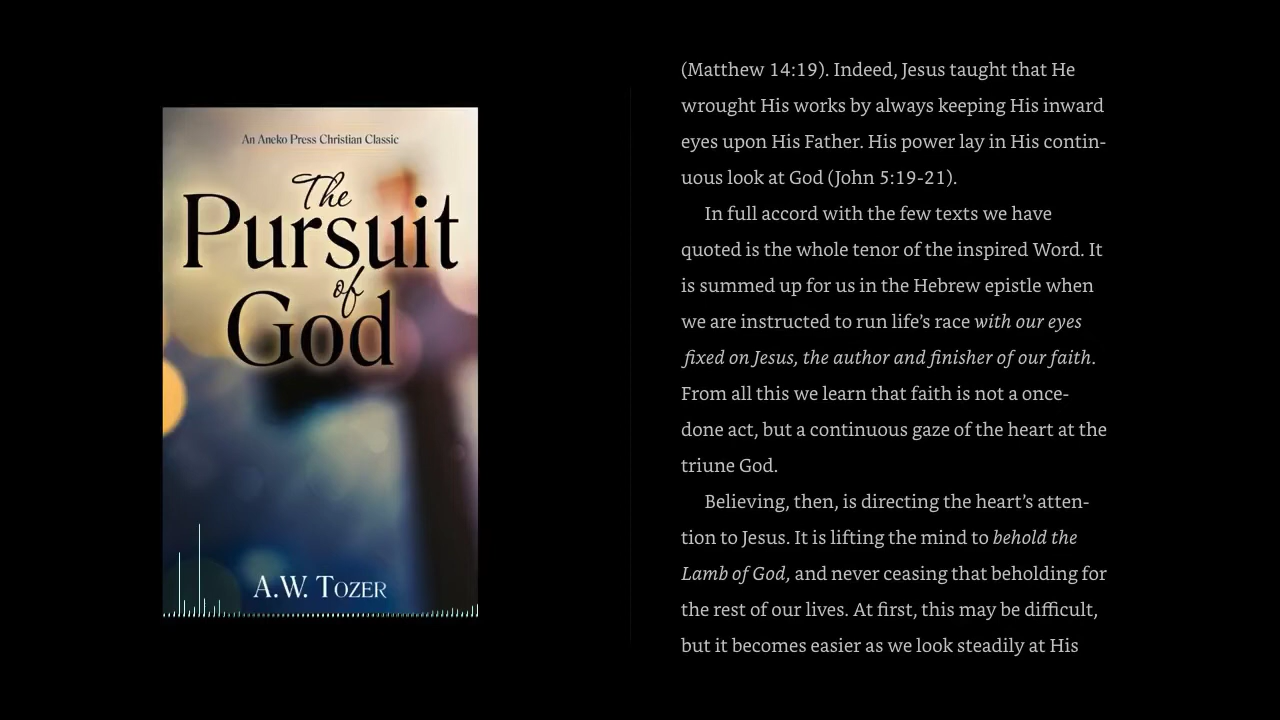 An Aneko Press Christian Classic
The
Pursuit
of
God
A.W. Tozer
(Matthew 14:19). Indeed, Jesus taught that He
wrought His works by always keeping His inward
eyes upon His Father. His power lay in His contin-
uous look at God (John 5:19-21).
In full accord with the few texts we have
quoted is the whole tenor of the inspired Word. It
is summed up for us in the Hebrew epistle when
we are instructed to run life’s race with our eyes
fixed on Jesus, the author and finisher of our faith.
From all this we learn that faith is not a once-
done act, but a continuous gaze of the heart at the
triune God.
Believing, then, is directing the heart’s atten-
tion to Jesus. It is lifting the mind to behold the
Lamb of God, and never ceasing that beholding for
the rest of our lives. At first, this may be difficult,
but it becomes easier as we look steadily at His